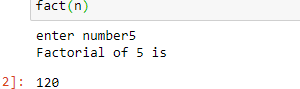 fact(n)
enter number5
Factorial of 5 is
2]: 120